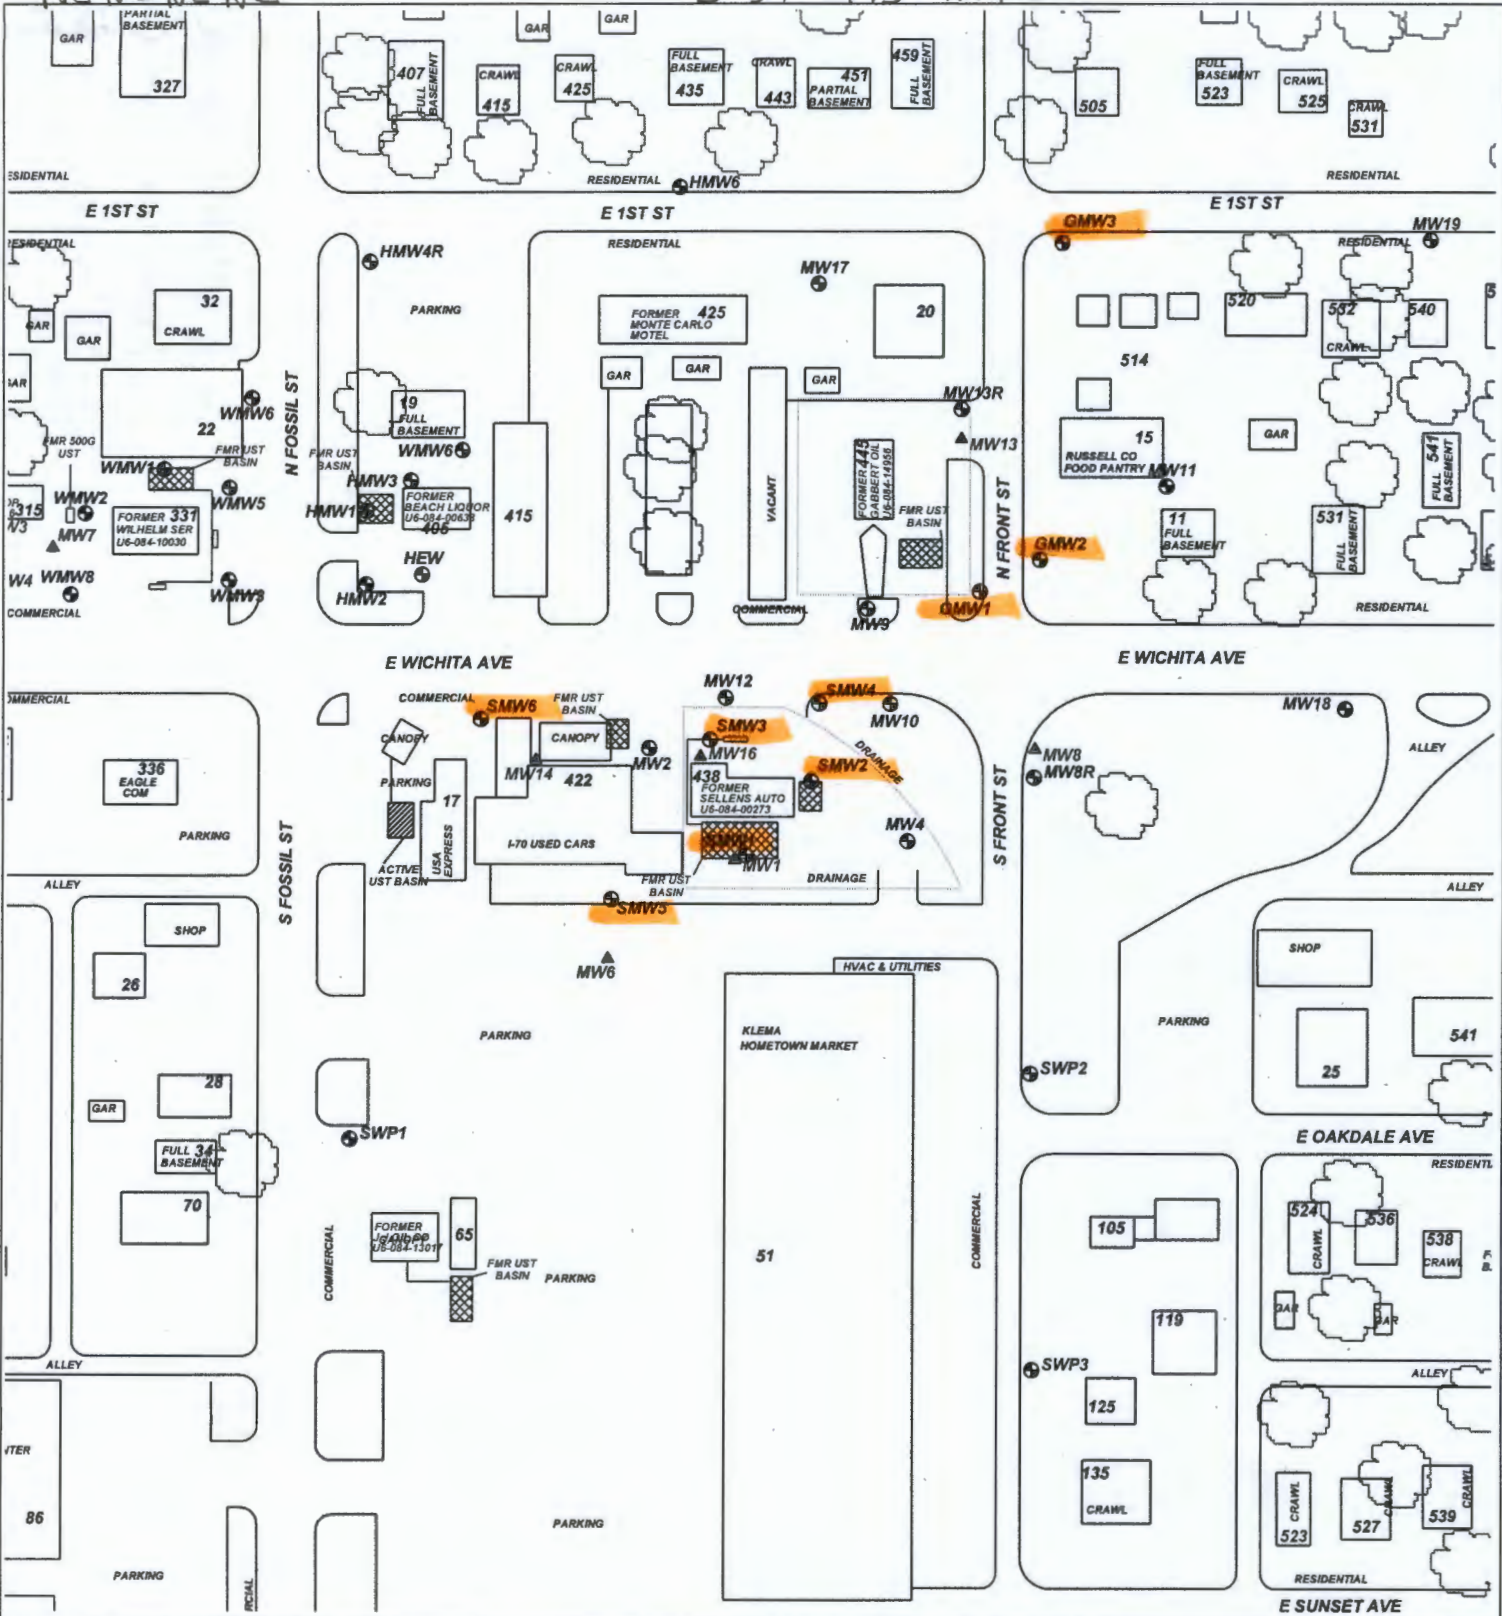 GAR
PARTIAL
BASEMENT
327
407
FULL
BASEMENT
GAR
GAR
CRAWL
415
CRAWL
425
FULL
BASEMENT
435
CRAWL
443
451
PARTIAL
BASEMENT
459
FULL
BASEMENT
505
FULL
BASEMENT
523
CRAWL
525
CRAWL
531
RESIDENTIAL
HMW6
RESIDENTIAL
E 1ST ST
E 1ST ST
E 1ST ST
HMW4R
RESIDENTIAL
GMW3
RESIDENTIAL
MW19
32
CRAWL
GAR
GAR
PARKING
FORMER 425
MONTE CARLO
MOTEL
MW17
20
520
532
CRAWL
540
514
GAR
GAR
GAR
N FOSSIL ST
22
WMW6
19
FULL
BASEMENT
WMW6
MW13R
MW13
15
RUSSELL CO
FOOD PANTRY
MW11
GAR
541
FULL
BASEMENT
FMR 500G
UST
WMW1
FMR UST
BASIN
WMW2
MW7
315
WMW5
FORMER 331
WILHELM SER
U6-084-10030
WMW8
COMMERCIAL
FMR UST
BASIN
HMW3
HMW1
FORMER
BEACH LIQUOR
HEW
HMW2
415
VACANT
FORMER 445
GABBERT OIL
U6-084-14956
FMR UST
BASIN
N FRONT ST
COMMERCIAL
MW9
GMW1
GMW2
11
FULL
BASEMENT
531
FULL
BASEMENT
RESIDENTIAL
E WICHITA AVE
E WICHITA AVE
COMMERCIAL
SMW6
FMR UST
BASIN
MW12
SMW4
MW10
MW18
CANOPY
CANOPY
MW2
SMW3
MW16
DRAINAGE
MW8
MW8R
ALLEY
336
EAGLE
COM
PARKING
PARKING
17
USA
EXPRESS
MW14
422
438
FORMER
SELLENS AUTO
U6-084-00273
SMW2
PARKING
ACTIVE
UST BASIN
I-70 USED CARS
MW1
MW4
FMR UST
BASIN
DRAINAGE
S FOSSIL ST
S FRONT ST
ALLEY
ALLEY
SMW5
SHOP
26
MW6
HVAC & UTILITIES
SHOP
PARKING
KLEMA
HOMETOWN MARKET
PARKING
541
25
28
GAR
SWP2
SWP1
FULL 34
BASEMENT
E OAKDALE AVE
70
COMMERCIAL
FORMER
65
FMR UST
BASIN
PARKING
51
COMMERCIAL
105
524
CRAWL
536
538
CRAWL
GAR
GAR
119
ALLEY
SWP3
ALLEY
125
135
CRAWL
CRAWL
523
CRAWL
527
CRAWL
539
86
PARKING
PARKING
RESIDENTIAL
E SUNSET AVE